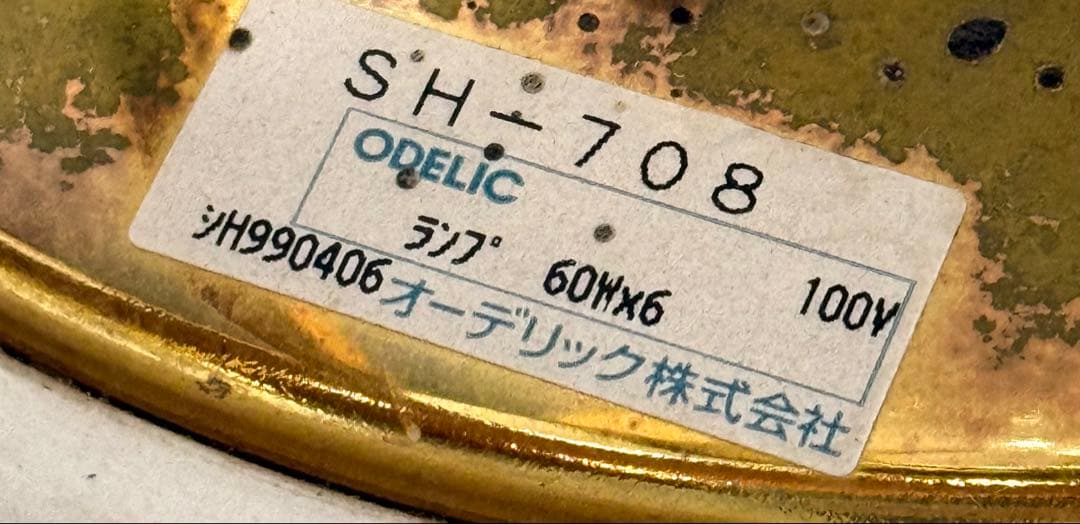 SH-708
ODELIC
ランプ 60W×6 100V
シH990406
オーデリック株式会社